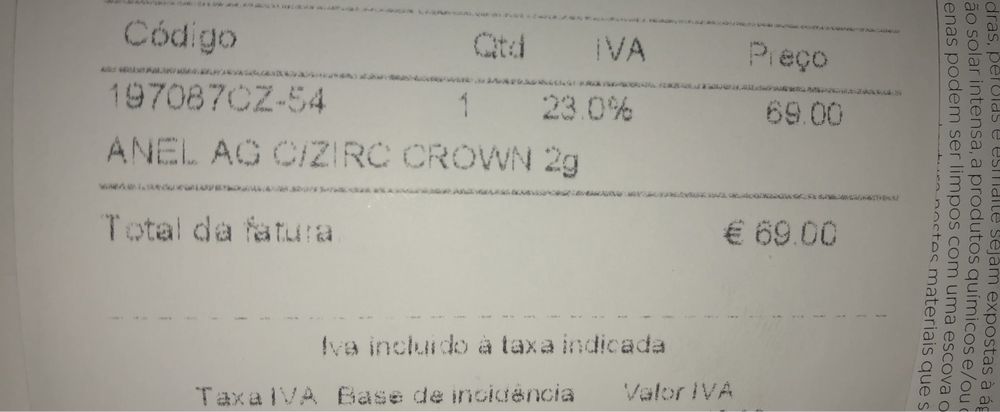 Código Qtd IVA Preço
197087CZ-54 1 23.0% 69.00
ANEL AG C/ZIRC CROWN 2g
Total da fatura € 69.00
Iva incluido à taxa indicada
Taxa IVA Base de incidência Valor IVA
dras, pérolas e esmalte sejam expostas à
ão solar intensa, a produtos químicos e/ou
enas podem ser limpos com uma escova
materiais que